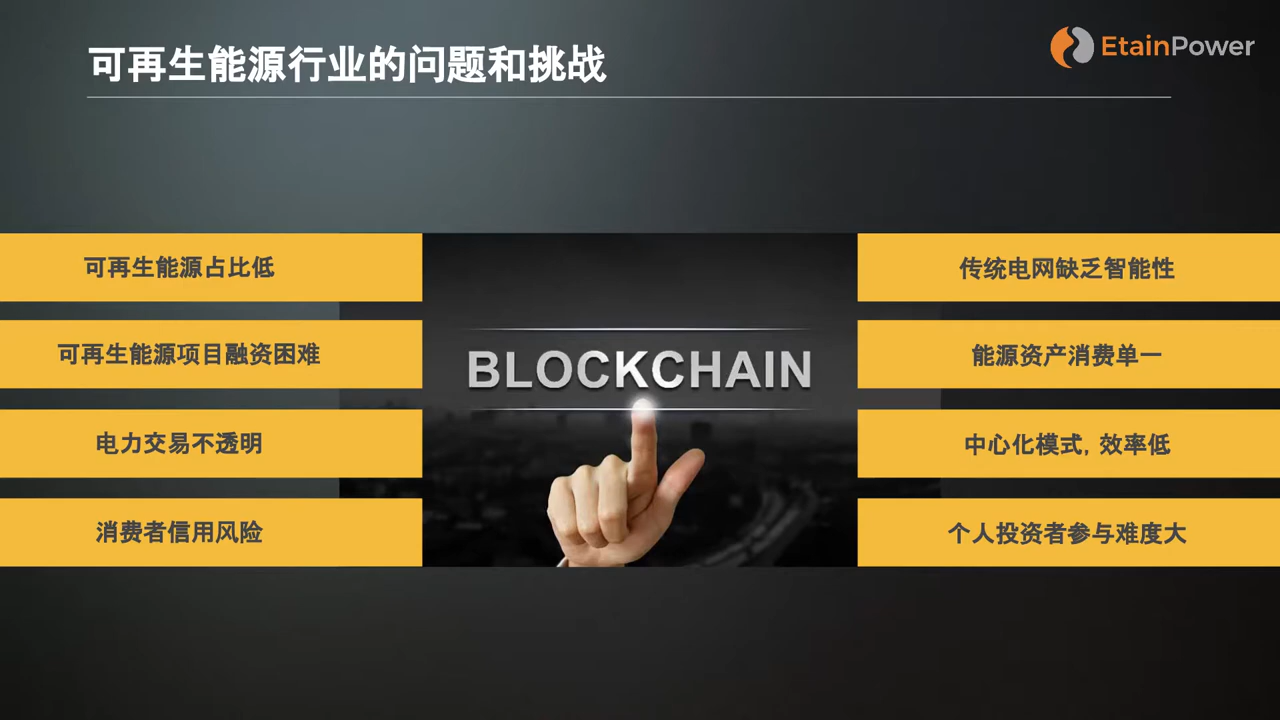 可再生能源行业的问题和挑战
EtainPower
可再生能源占比低
可再生能源项目融资困难
电力交易不透明
消费者信用风险
BLOCKCHAIN
传统电网缺乏智能性
能源资产消费单一
中心化模式, 效率低
个人投资者参与难度大